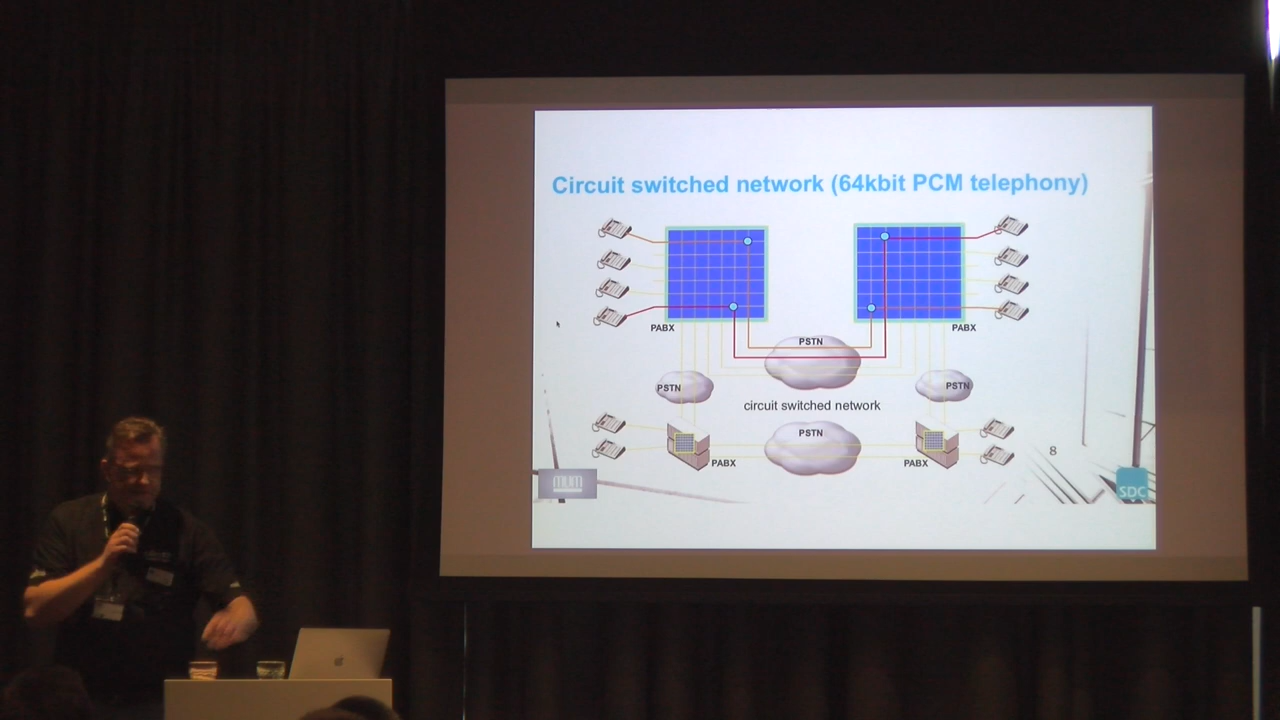 Circuit switched network (64kbit PCM telephony)
PABX
PABX
PSTN
PSTN
PSTN
circuit switched network
PSTN
PABX
PABX
8
mum
SDC